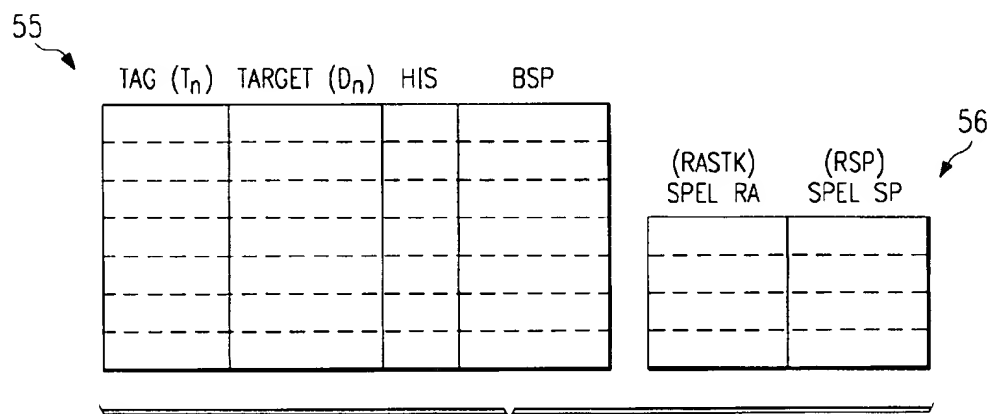 55
TAG (Tn) TARGET (Dn) HIS BSP
56
(RASTK) (RSP)
SPEL RA SPEL SP